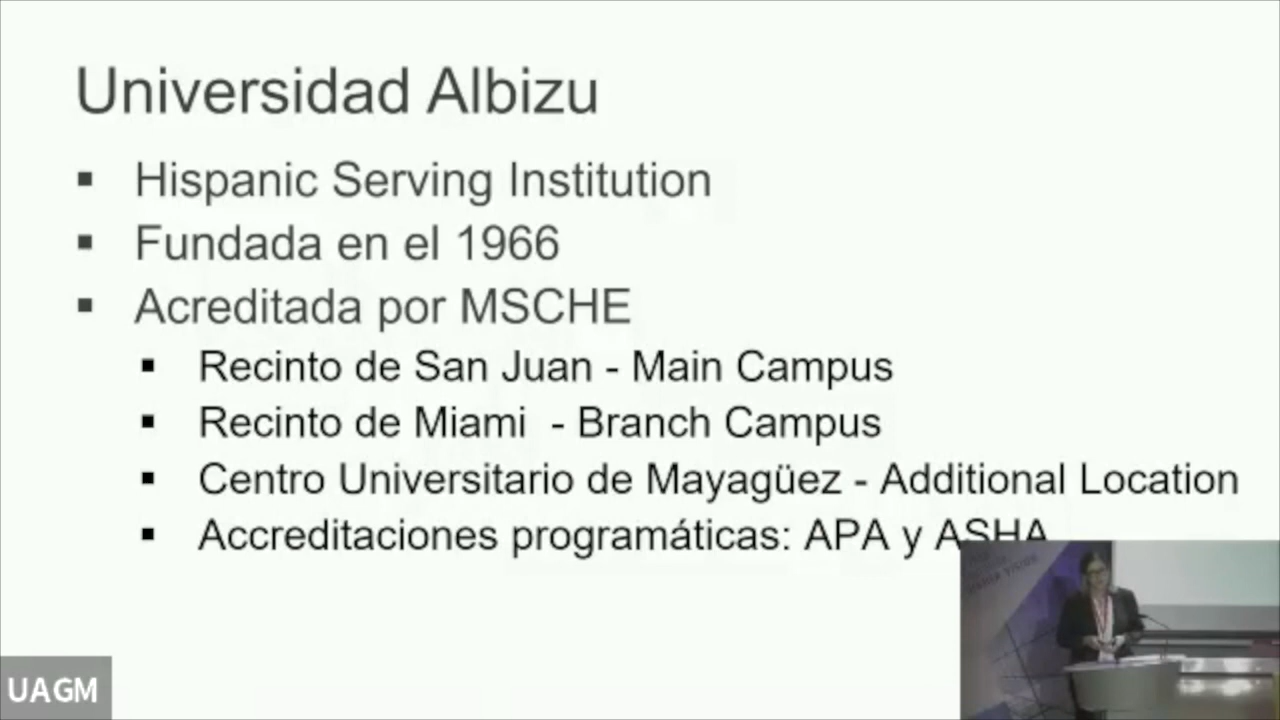 Universidad Albizu
▪ Hispanic Serving Institution
▪ Fundada en el 1966
▪ Acreditada por MSCHE
▪ Recinto de San Juan - Main Campus
▪ Recinto de Miami - Branch Campus
▪ Centro Universitario de Mayagüez - Additional Location
▪ Accreditaciones programáticas: APA y ASHA
UAGM